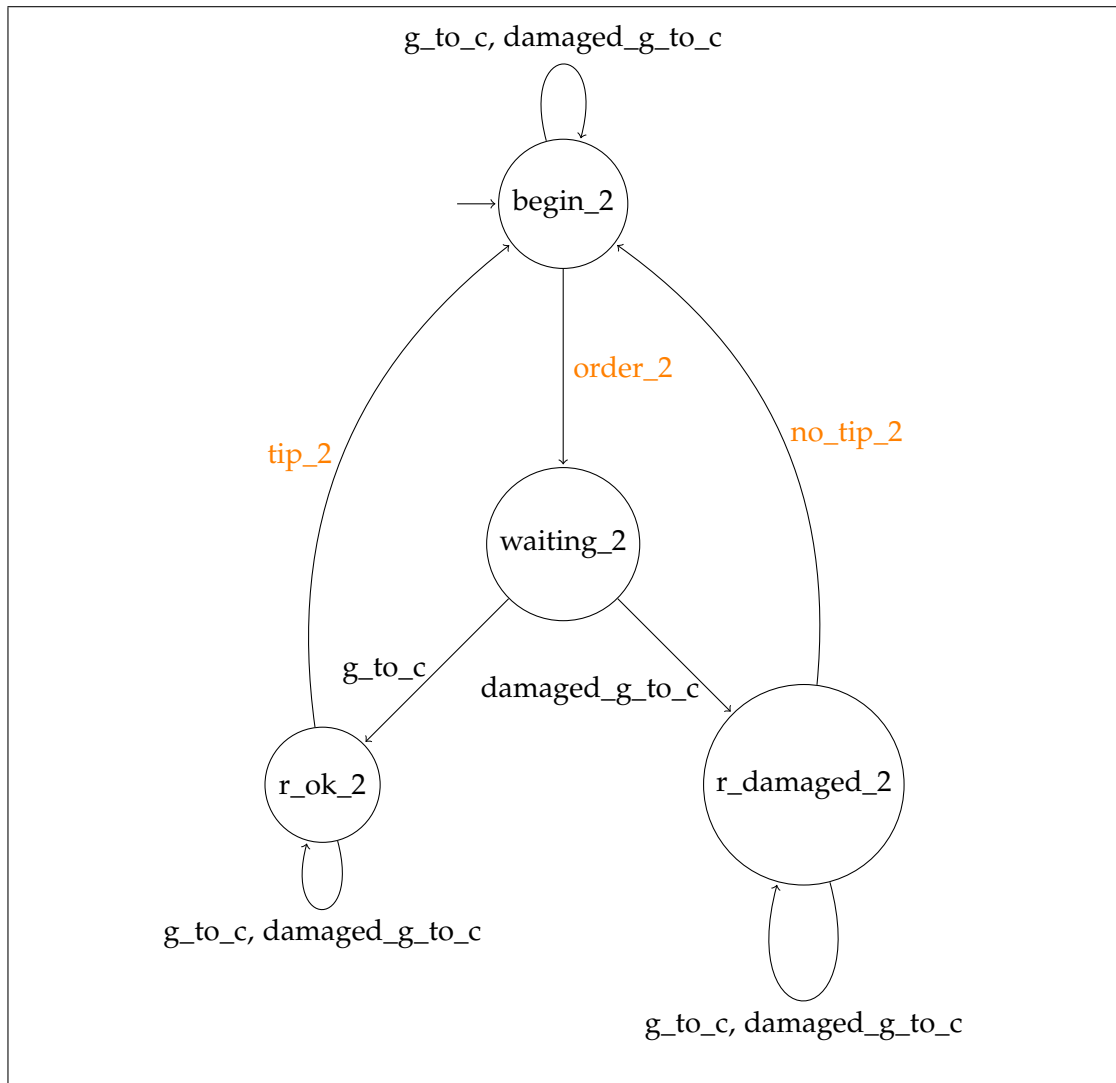 g_to_c, damaged_g_to_c
begin_2
order_2
tip_2
no_tip_2
waiting_2
g_to_c
damaged_g_to_c
r_ok_2
r_damaged_2
g_to_c, damaged_g_to_c
g_to_c, damaged_g_to_c